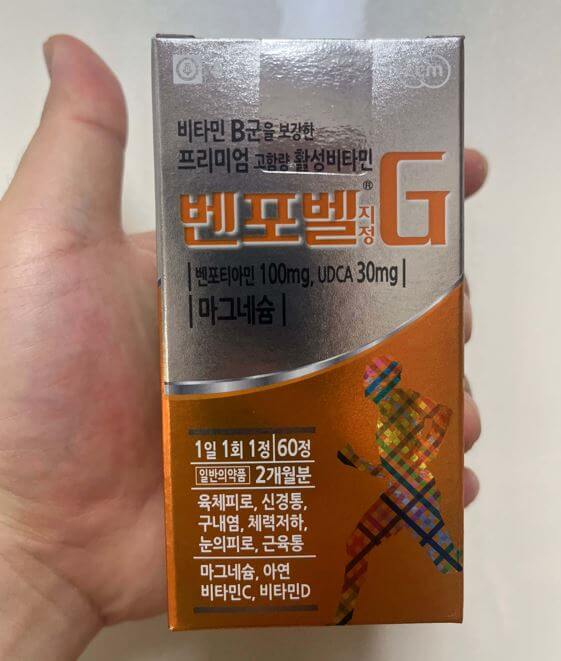 비타민 B군을 보강한
프리미엄 고함량 활성비타민
벤포벨®지정 G
벤포티아민 100mg, UDCA 30mg
마그네슘
1일 1회 1정 60정
일반의약품 2개월분
육체피로, 신경통,
구내염, 체력저하,
눈의피로, 근육통
마그네슘, 아연
비타민C, 비타민D